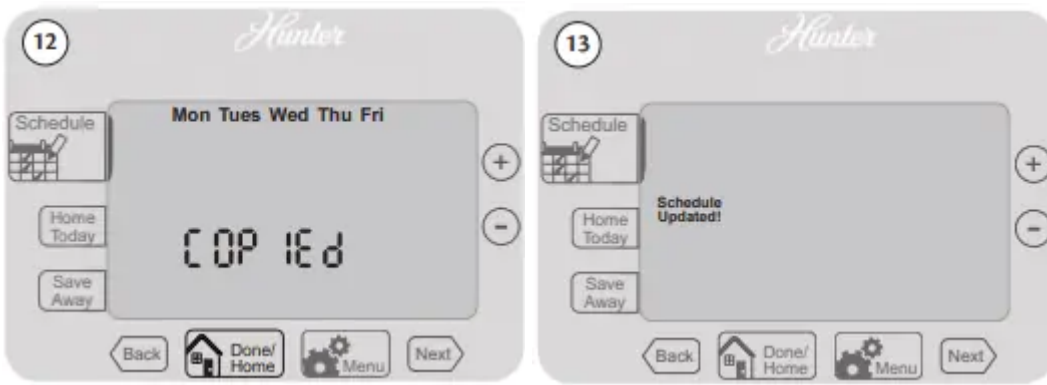 12
Hunter
Schedule
Mon Tues Wed Thu Fri
+
Home
Today
-
COPIEd
Save
Away
Back
Done/
Home
Menu
Next
13
Hunter
Schedule
+
Schedule
Updated!
Home
Today
-
Save
Away
Back
Done/
Home
Menu
Next